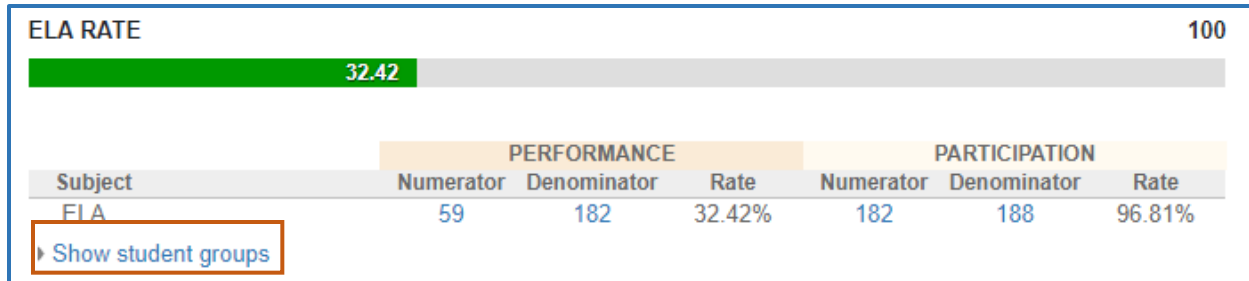 ELA RATE 100
32.42
PERFORMANCE PARTICIPATION
Subject Numerator Denominator Rate Numerator Denominator Rate
ELA 59 182 32.42% 182 188 96.81%
Show student groups